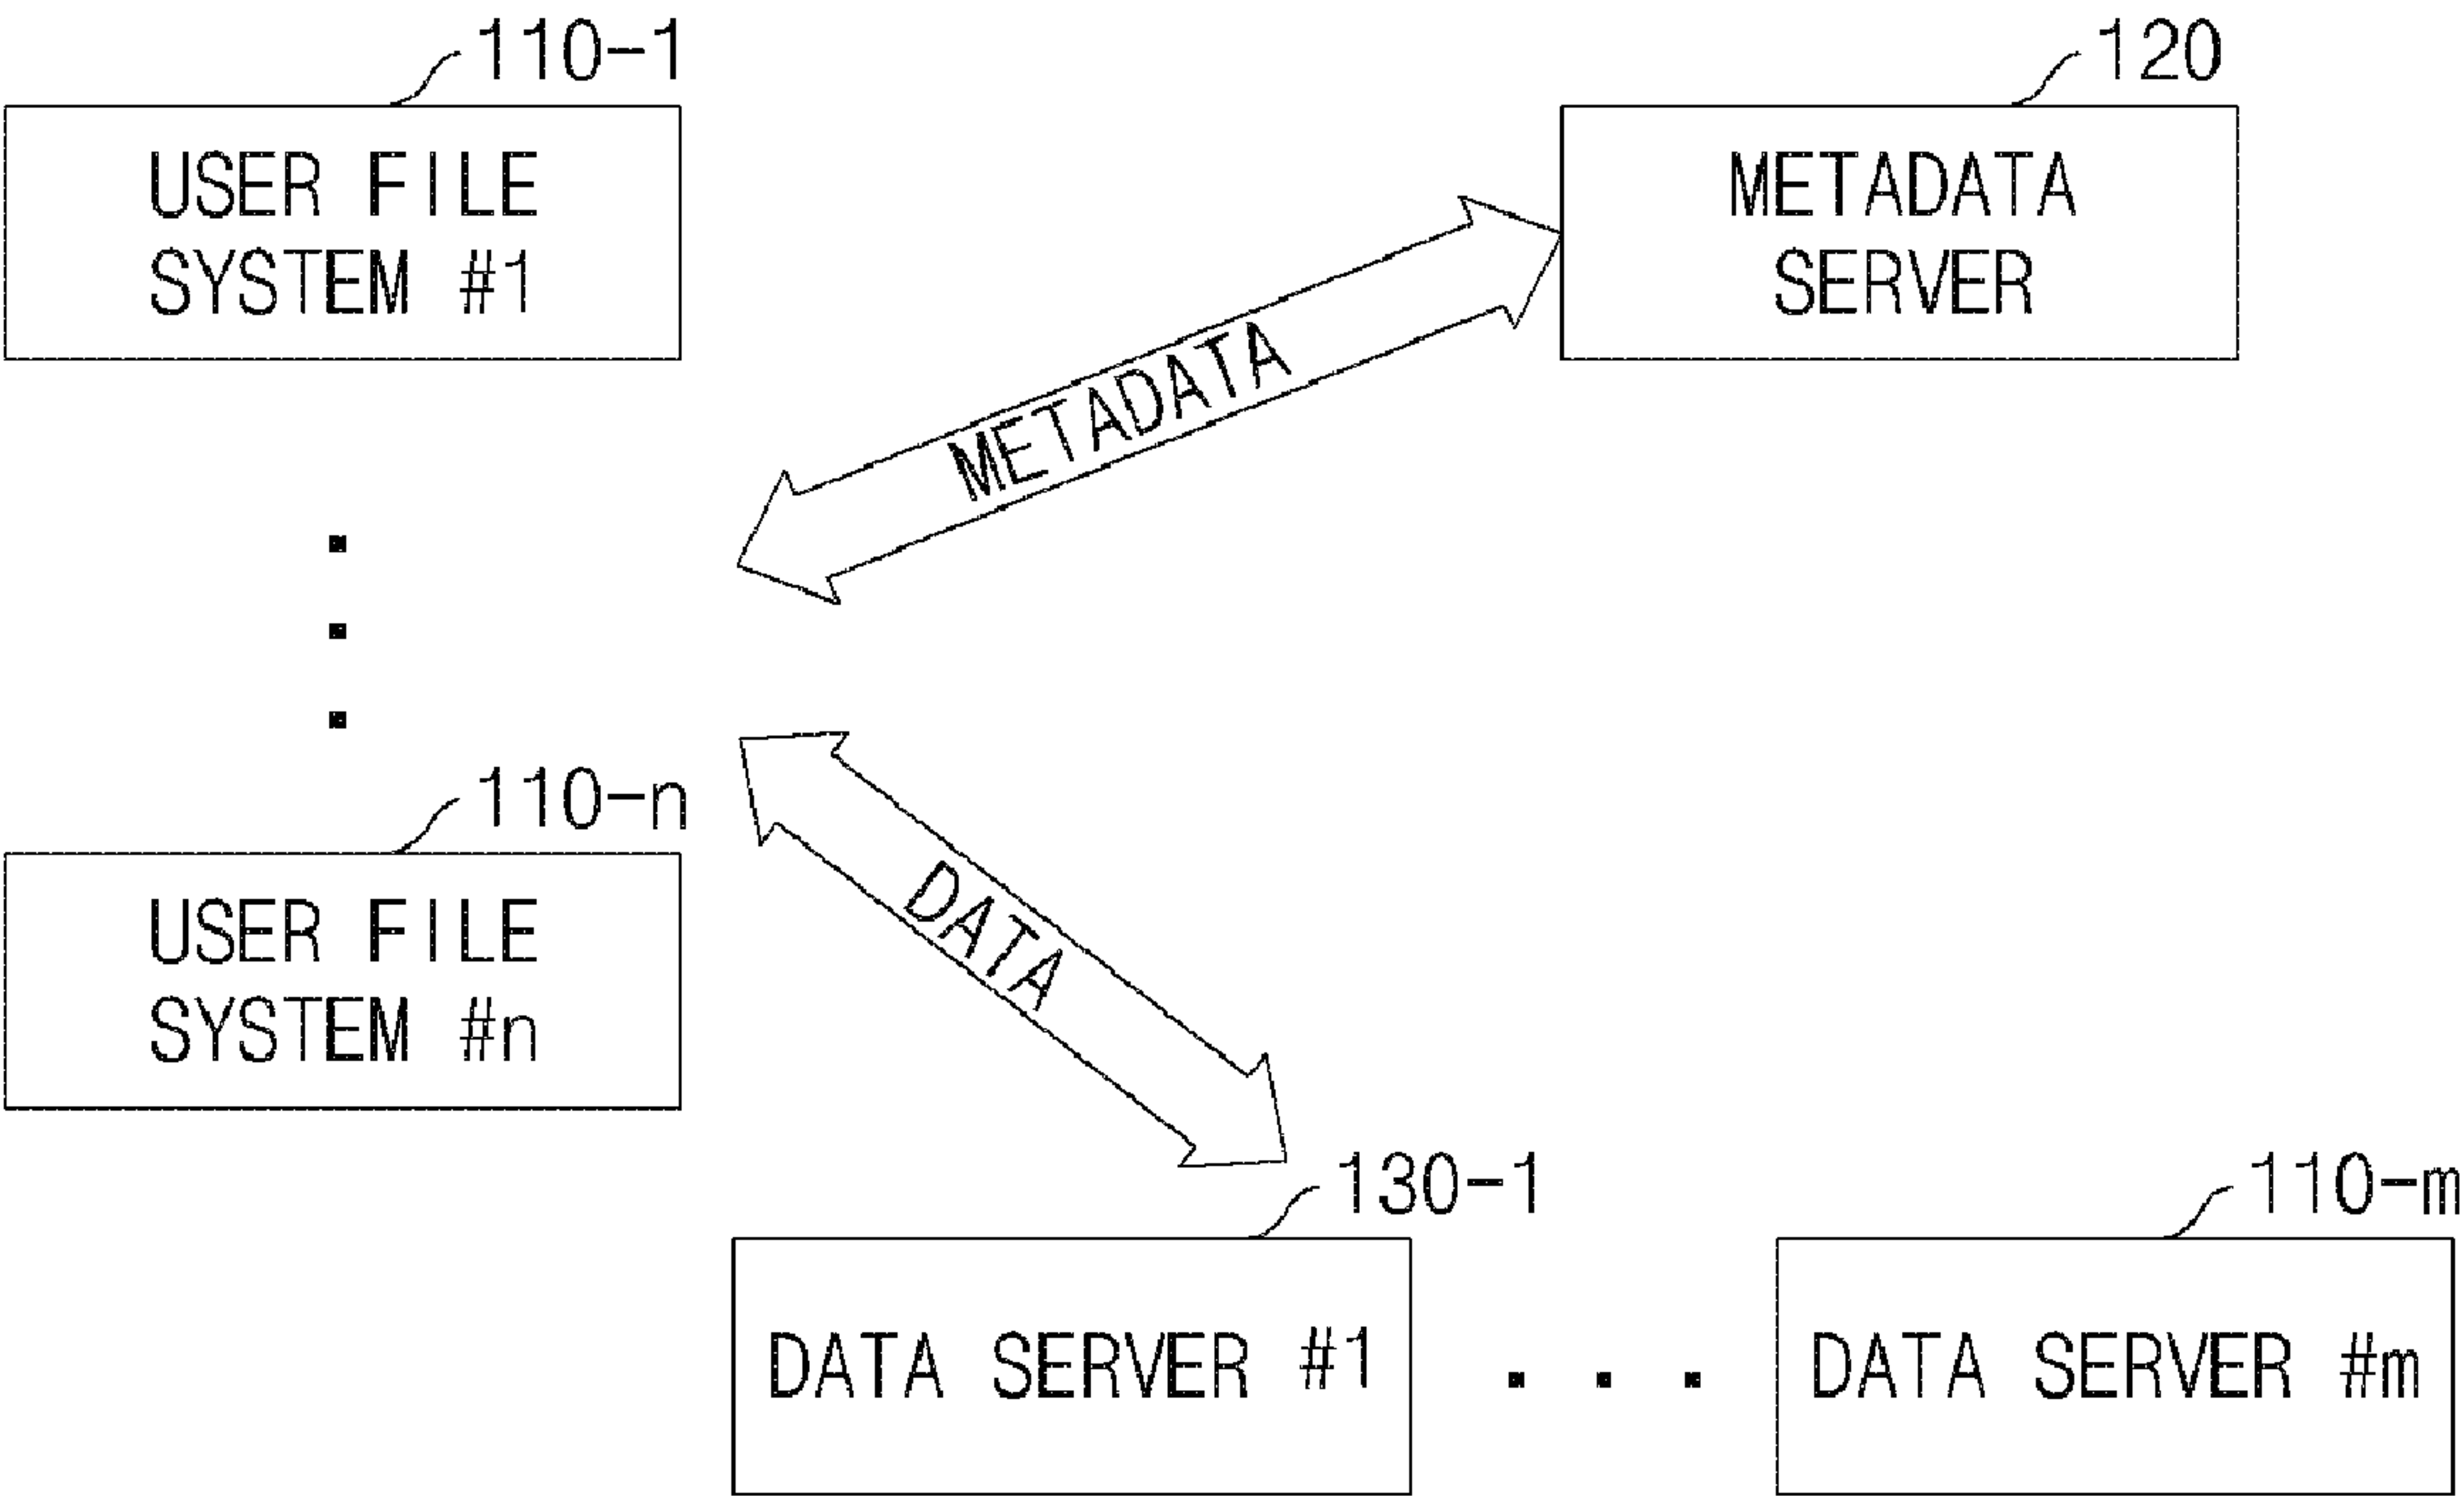 110-1
120
USER FILE
SYSTEM #1
METADATA
SERVER
METADATA
110-n
USER FILE
SYSTEM #n
DATA
130-1
110-m
DATA SERVER #1
DATA SERVER #m